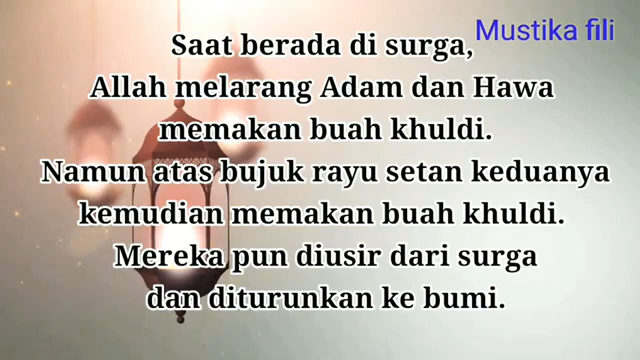 Mustika fili
Saat berada di surga,
Allah melarang Adam dan Hawa
memakan buah khuldi.
Namun atas bujuk rayu setan keduanya
kemudian memakan buah khuldi.
Mereka pun diusir dari surga
dan diturunkan ke bumi.